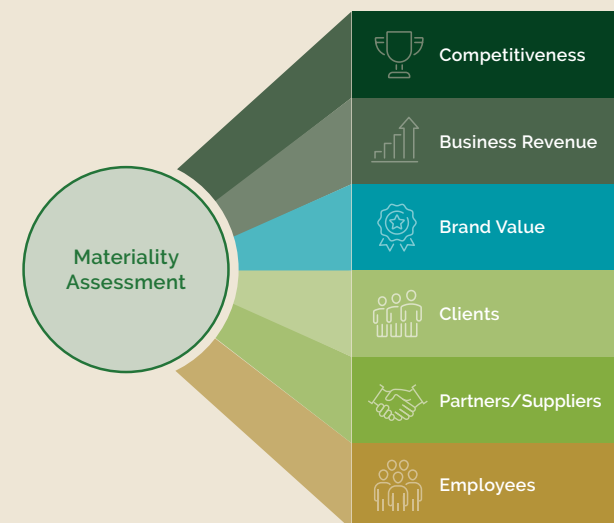 Materiality
Assessment
Competitiveness
Business Revenue
Brand Value
Clients
Partners/Suppliers
Employees